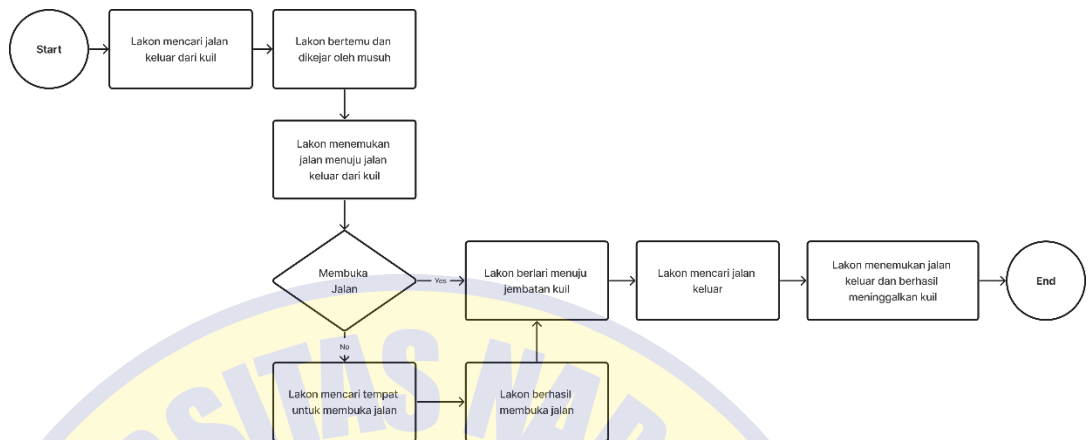 Start
Lakon mencari jalan
keluar dari kuil
Lakon bertemu dan
dikejar oleh musuh
Lakon menemukan
jalan menuju jalan
keluar dari kuil
Membuka
Jalan
Yes
Lakon berlari menuju
jembatan kuil
Lakon mencari jalan
keluar
Lakon menemukan jalan
keluar dan berhasil
meninggalkan kuil
End
No
Lakon mencari tempat
untuk membuka jalan
Lakon berhasil
membuka jalan